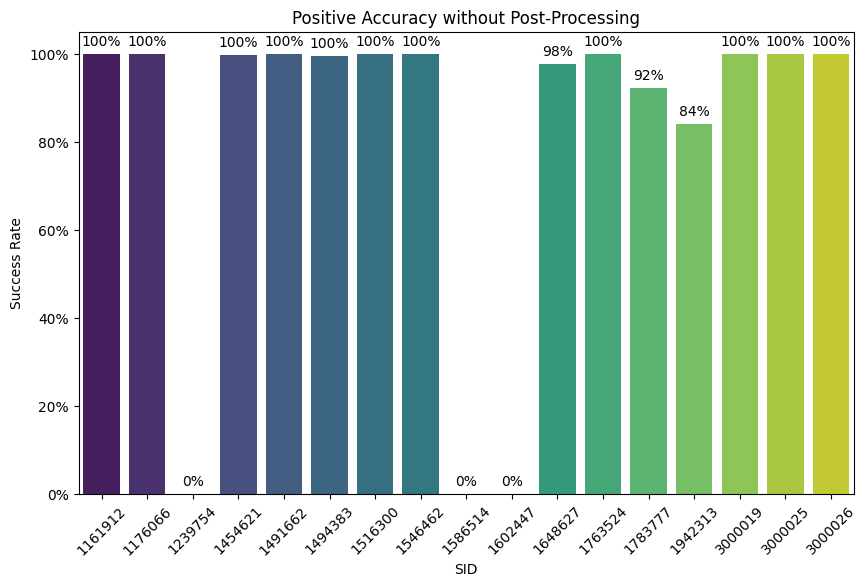 Positive Accuracy without Post-Processing
100% 100% 0% 100% 100% 100% 100% 100% 0% 0% 98% 100% 92% 84% 100% 100% 100%
100%
80%
60%
40%
20%
0%
Success Rate
1161912 1176066 1239754 1454621 1491662 1494383 1516300 1546462 1586514 1602447 1648627 1763524 1783777 1942313 3000019 3000025 3000026
SID